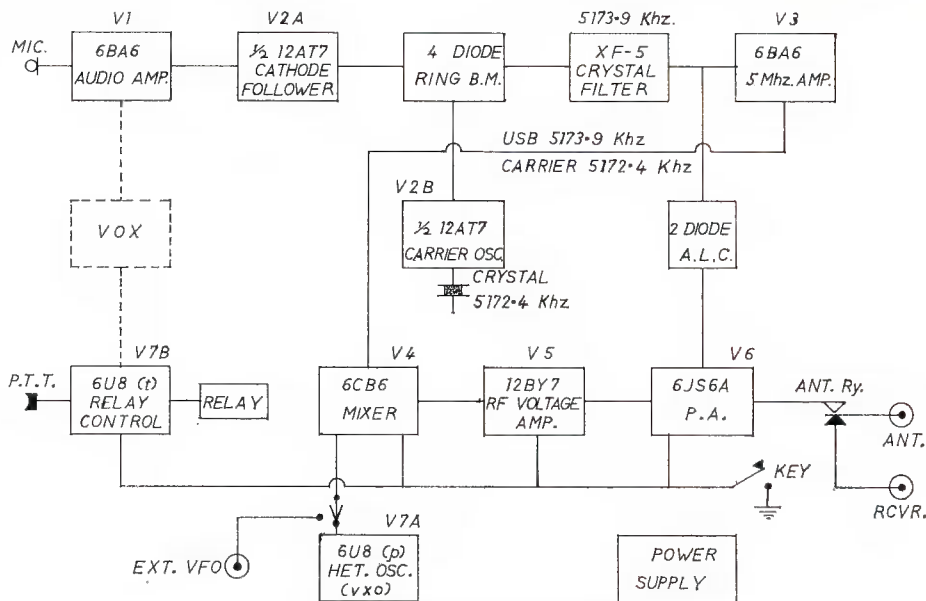 V1
V2A
5173·9 Khz.
V3
MIC.
6BA6
AUDIO AMP.
½ 12AT7
CATHODE
FOLLOWER
4 DIODE
RING B.M.
XF-5
CRYSTAL
FILTER
6BA6
5 Mhz. AMP.
USB 5173·9 Khz
CARRIER 5172·4 Khz
V2B
VOX
½ 12AT7
CARRIER OSC.
2 DIODE
A.L.C.
CRYSTAL
5172·4 Khz
V7B
V4
V5
V6
P.T.T.
6U8 (t)
RELAY
CONTROL
RELAY
6CB6
MIXER
12BY7
RF VOLTAGE
AMP.
6JS6A
P.A.
ANT. Ry.
ANT.
KEY
RCVR.
V7A
EXT. VFO
6U8 (p)
HET. OSC.
(VXO)
POWER
SUPPLY